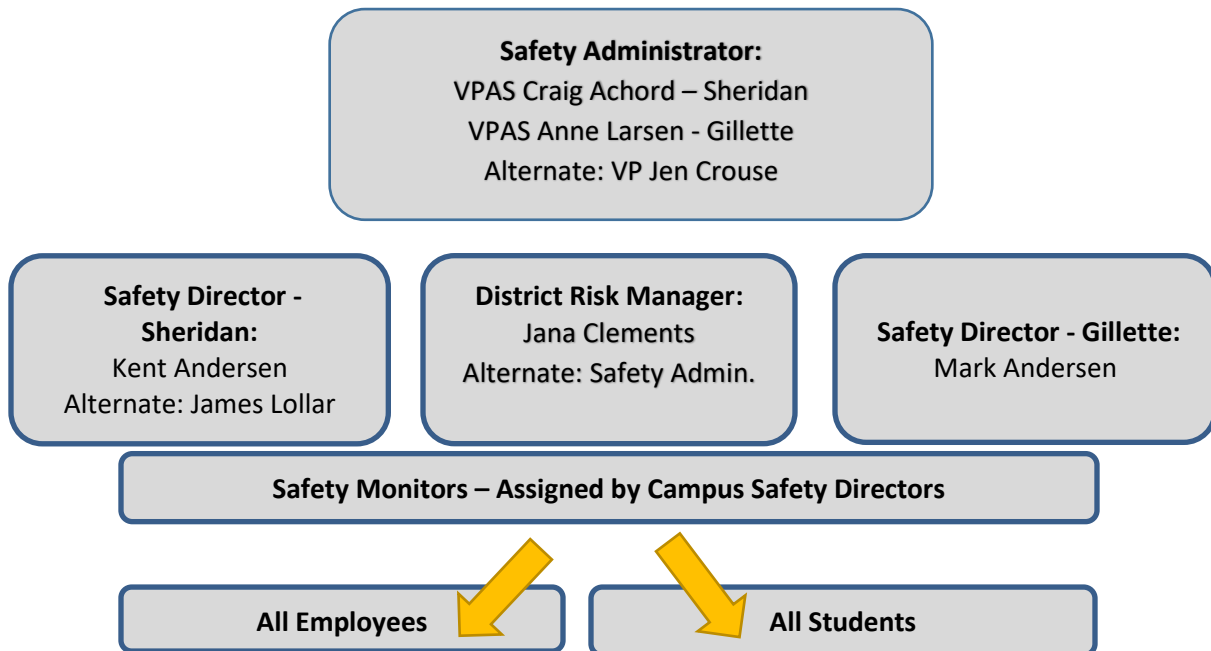 Safety Administrator:
VPAS Craig Achord – Sheridan
VPAS Anne Larsen - Gillette
Alternate: VP Jen Crouse
Safety Director -
Sheridan:
Kent Andersen
Alternate: James Lollar
District Risk Manager:
Jana Clements
Alternate: Safety Admin.
Safety Director - Gillette:
Mark Andersen
Safety Monitors – Assigned by Campus Safety Directors
All Employees
All Students